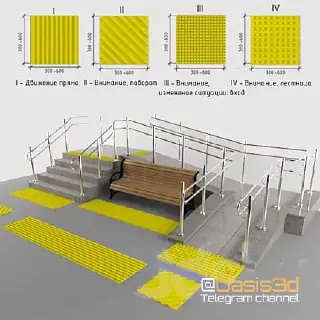 I II III IV
300 ÷600 300 ÷600 300 ÷600 300 ÷600
300 ÷600 300 ÷600 300 ÷600 300 ÷600
I - Движение прямо
II - Внимание, поворот
III - Внимание,
изменение ситуации: вход
IV - Внимание, лестница
@Oasis3d
Telegram channel